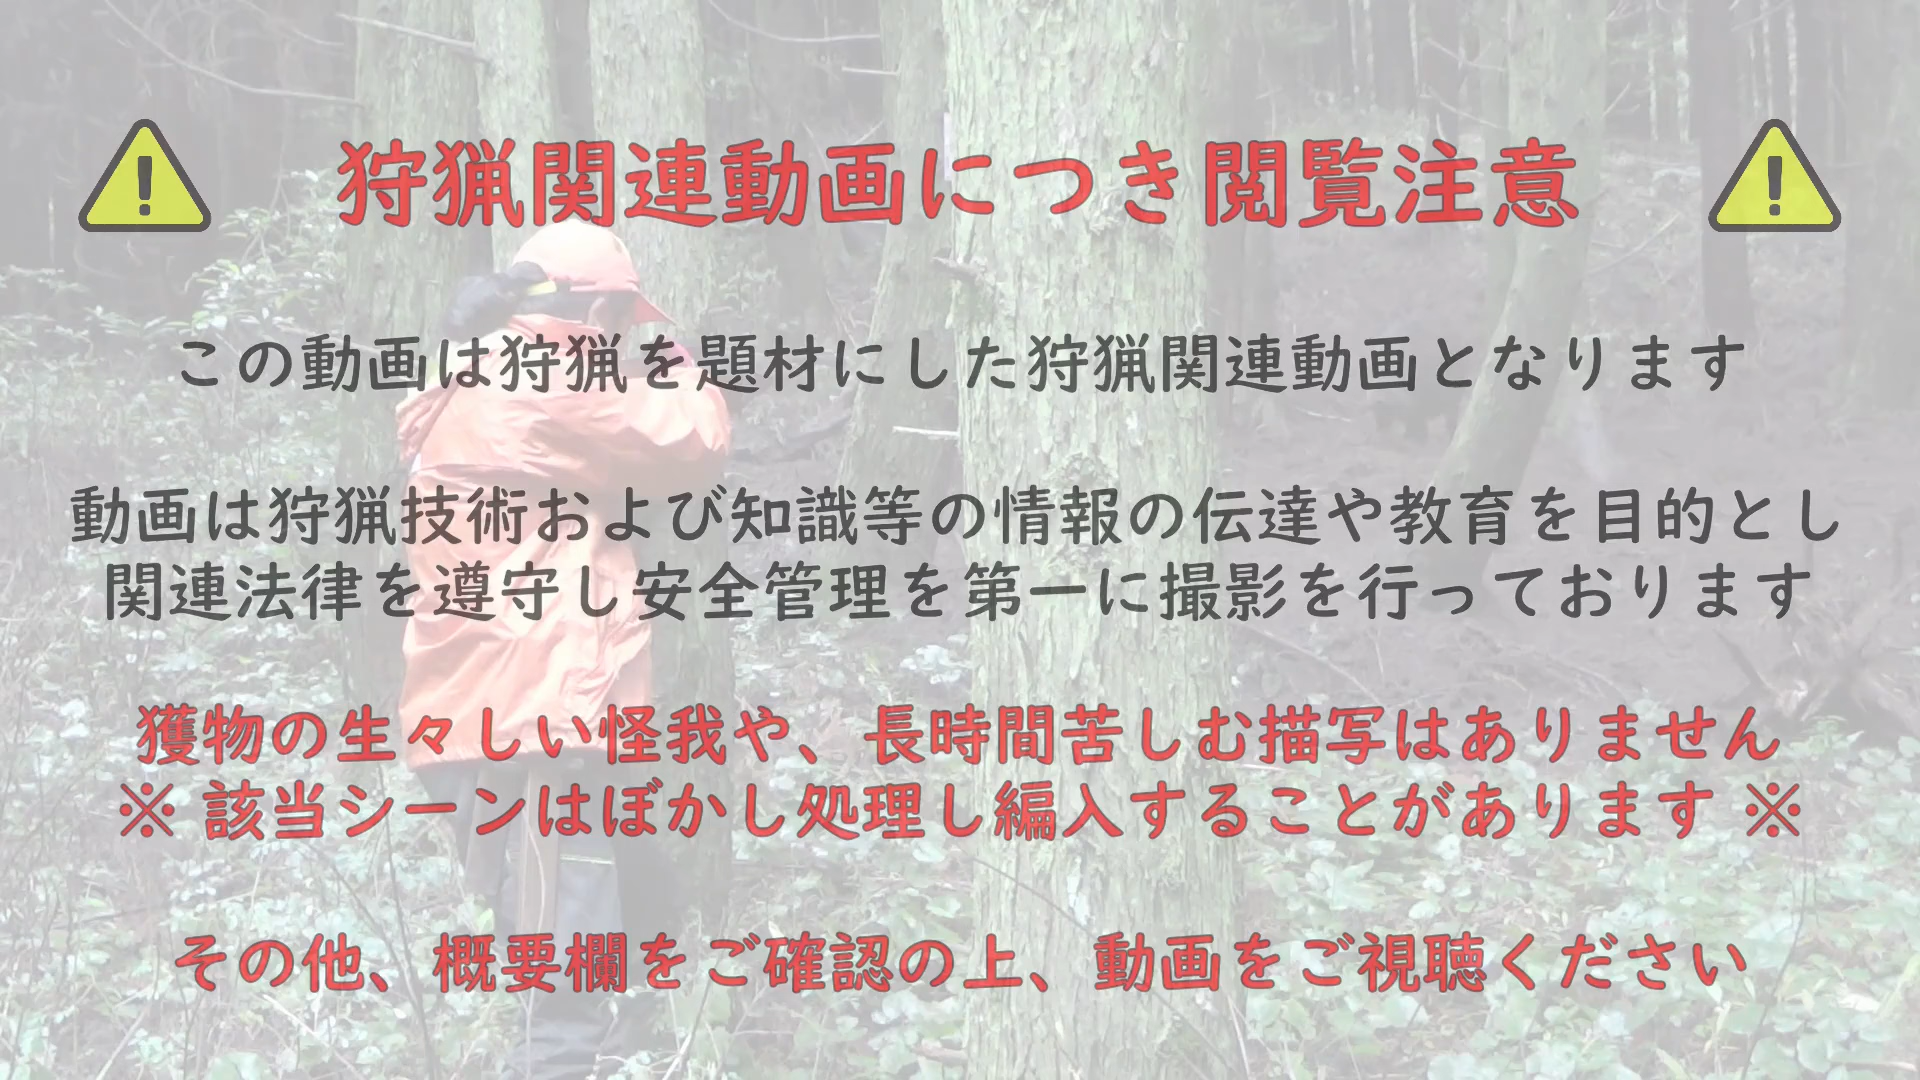 狩猟関連動画につき閲覧注意
この動画は狩猟を題材にした狩猟関連動画となります
動画は狩猟技術および知識等の情報の伝達や教育を目的とし
関連法律を遵守し安全管理を第一に撮影を行っております
獲物の生々しい怪我や、長時間苦しむ描写はありません
※ 該当シーンはぼかし処理し編入することがあります ※
その他、概要欄をご確認の上、動画をご視聴ください